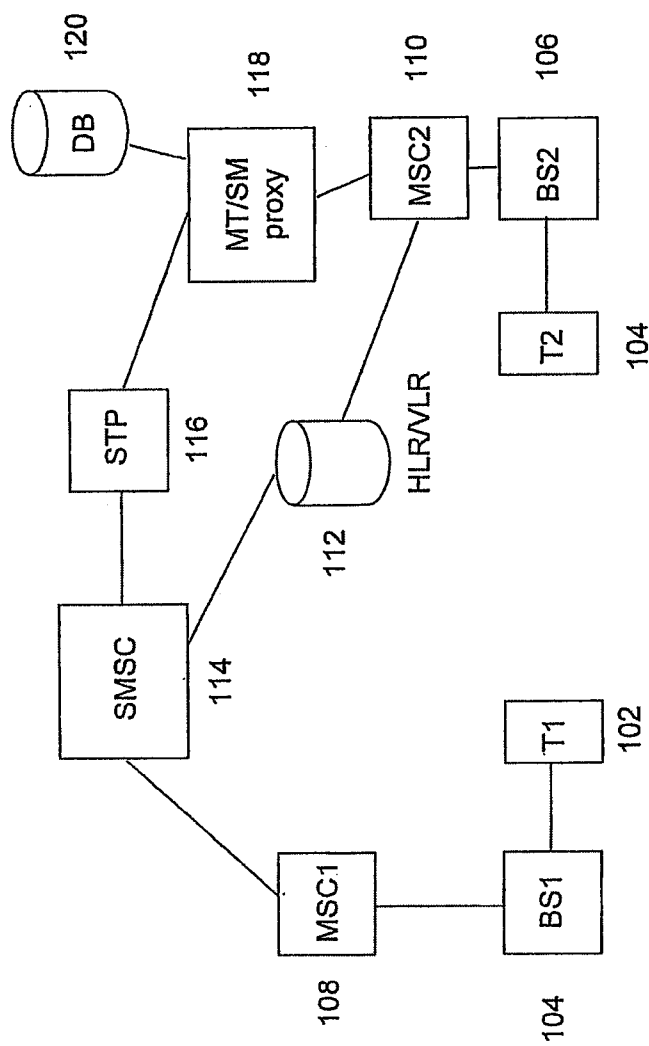 120
DB
118
MT/SM
proxy
110
MSC2
106
BS2
T2
104
STP
116
HLR/VLR
112
SMSC
114
T1
102
MSC1
108
BS1
104